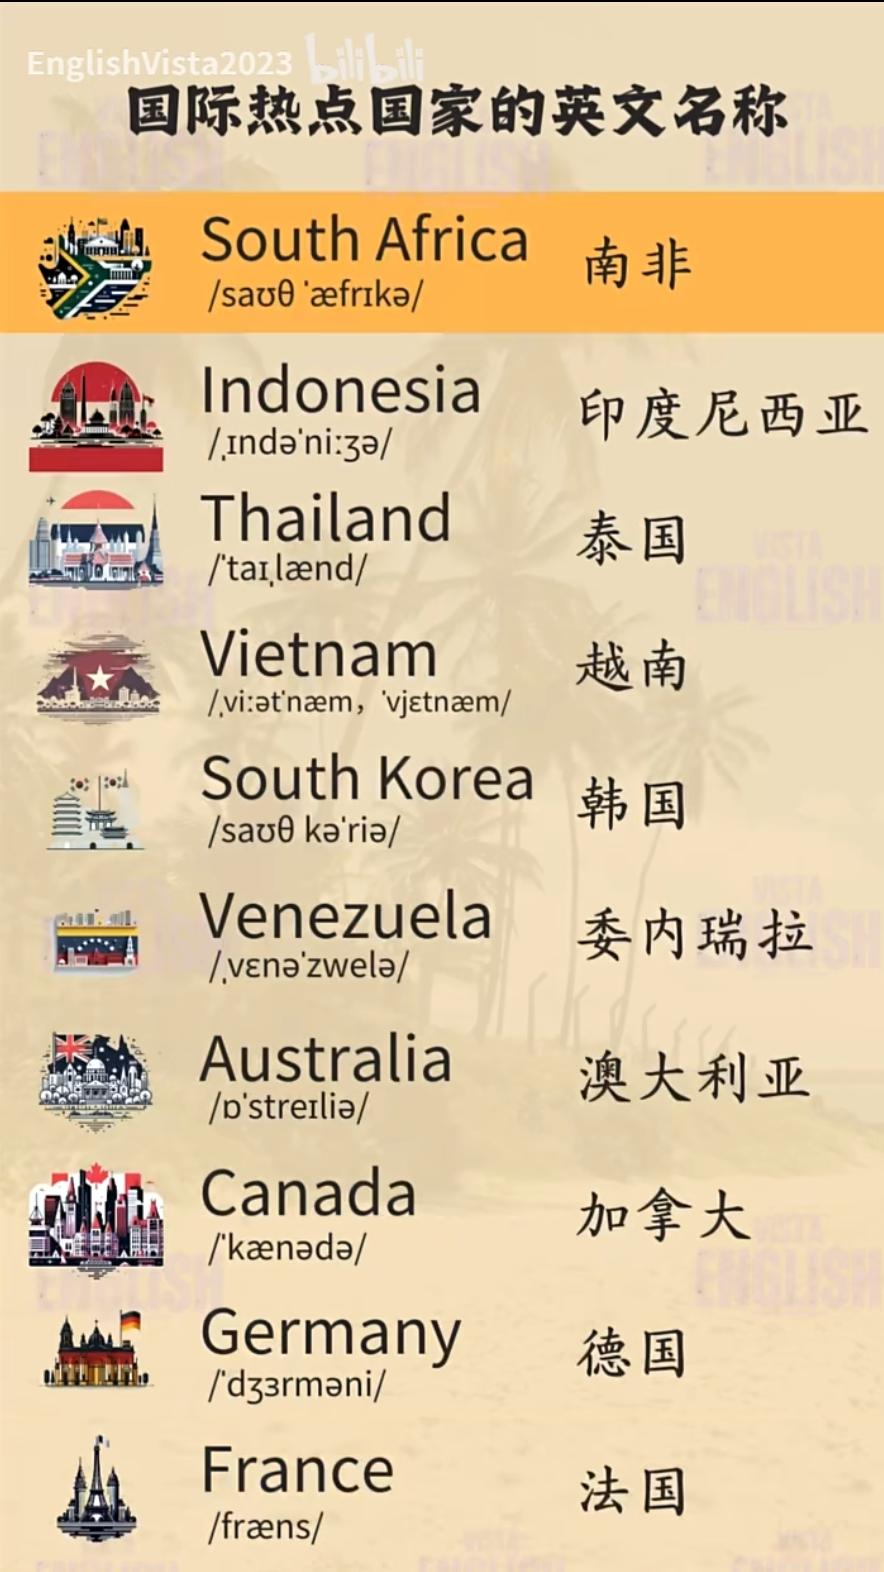 EnglishVista2023 bilibili
国际热点国家的英文名称
South Africa 南非
/saʊθ ˈæfrɪkə/
Indonesia 印度尼西亚
/ˌɪndəˈniːʒə/
Thailand 泰国
/ˈtaɪˌlænd/
Vietnam 越南
/ˌviːətˈnæm, ˈvjɛtnæm/
South Korea 韩国
/saʊθ kəˈriə/
Venezuela 委内瑞拉
/ˌvɛnəˈzwelə/
Australia 澳大利亚
/ɒˈstreɪliə/
Canada 加拿大
/ˈkænədə/
Germany 德国
/ˈdʒɜrməni/
France 法国
/fræns/
VISTA
ENGLISH